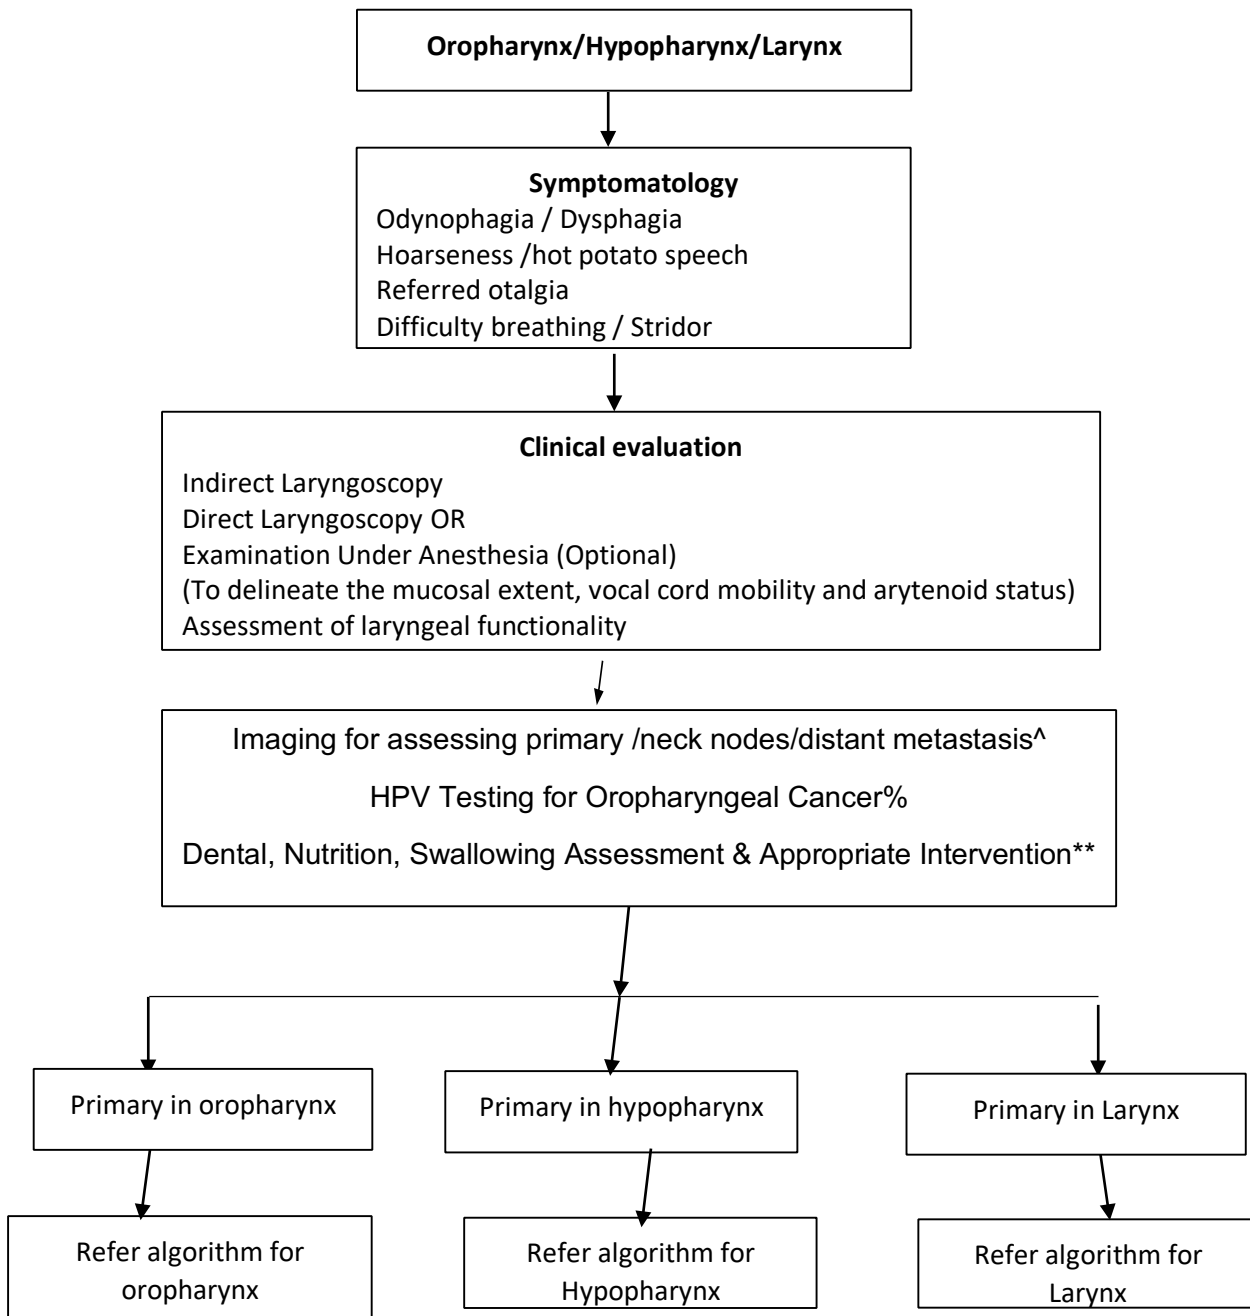 Oropharynx/Hypopharynx/Larynx
Symptomatology
Odynophagia / Dysphagia
Hoarseness /hot potato speech
Referred otalgia
Difficulty breathing / Stridor
Clinical evaluation
Indirect Laryngoscopy
Direct Laryngoscopy OR
Examination Under Anesthesia (Optional)
(To delineate the mucosal extent, vocal cord mobility and arytenoid status)
Assessment of laryngeal functionality
Imaging for assessing primary /neck nodes/distant metastasis^
HPV Testing for Oropharyngeal Cancer%
Dental, Nutrition, Swallowing Assessment & Appropriate Intervention**
Primary in oropharynx
Primary in hypopharynx
Primary in Larynx
Refer algorithm for
oropharynx
Refer algorithm for
Hypopharynx
Refer algorithm for
Larynx